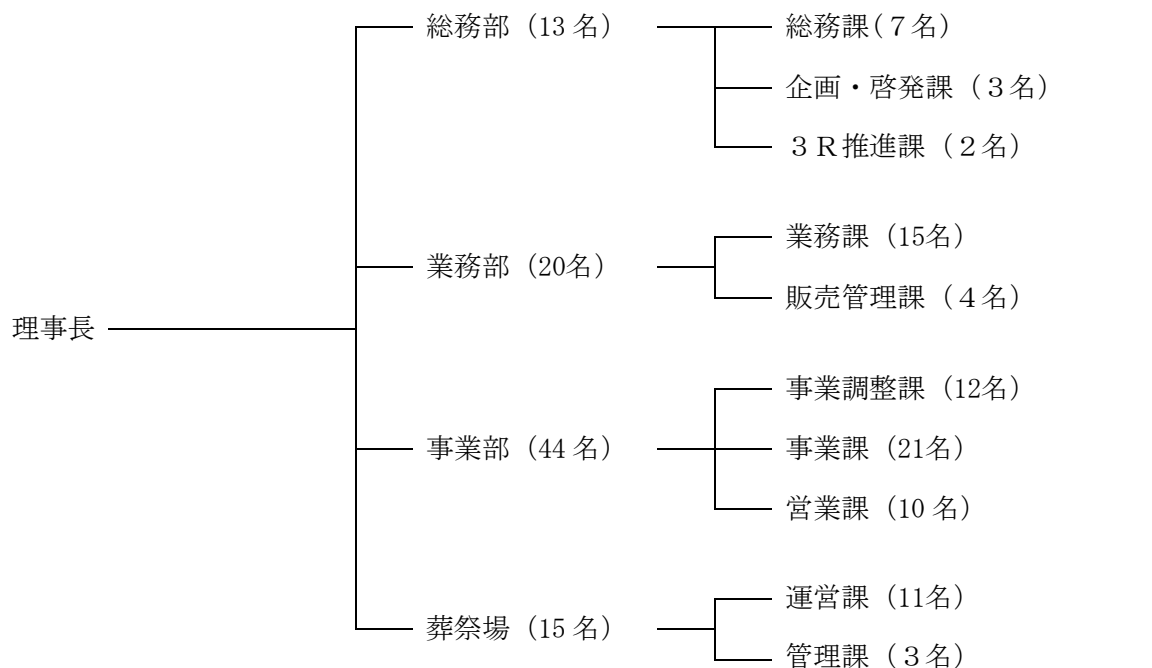 総務部（13 名） 総務課（７名）
企画・啓発課（３名）
３Ｒ推進課（２名）
業務課（15名）
業務部（20名）
販売管理課（４名）
理事長
事業調整課（12名）
事業部（44 名） 事業課（21名）
営業課（10 名）
運営課（11名）
葬祭場（15 名）
管理課（３名）